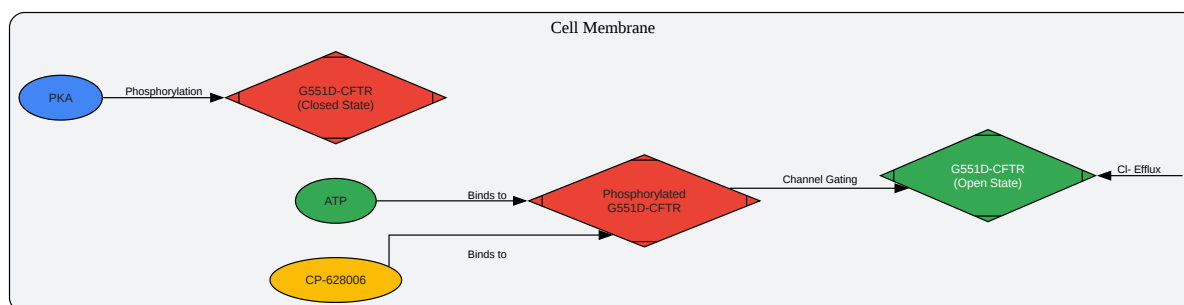 Cell Membrane
PKA
Phosphorylation
G551D-CFTR
(Closed State)
ATP
Binds to
Phosphorylated
G551D-CFTR
Channel Gating
G551D-CFTR
(Open State)
Cl- Efflux
CP-628006
Binds to